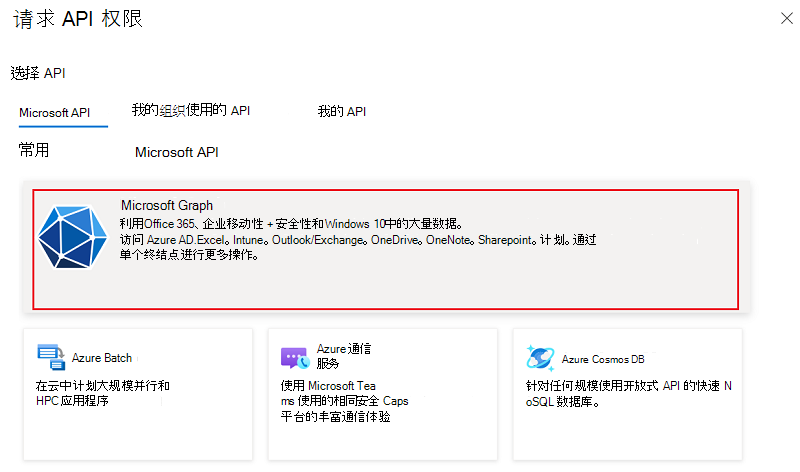 请求 API 权限
选择 API
Microsoft API
我的组织使用的 API
我的 API
常用
Microsoft API
Microsoft Graph
利用Office 365、企业移动性 + 安全性和Windows 10中的大量数据。
访问 Azure AD.Excel。Intune。Outlook/Exchange。OneDrive。OneNote。Sharepoint。计划。通过
单个终结点进行更多操作。
Azure Batch
在云中计划大规模并行和
HPC 应用程序
Azure 通信
服务
使用 Microsoft Tea
ms 使用的相同安全 Caps
平台的丰富通信体验
Azure Cosmos DB
针对任何规模使用开放式 API 的快速 N
oSQL 数据库。